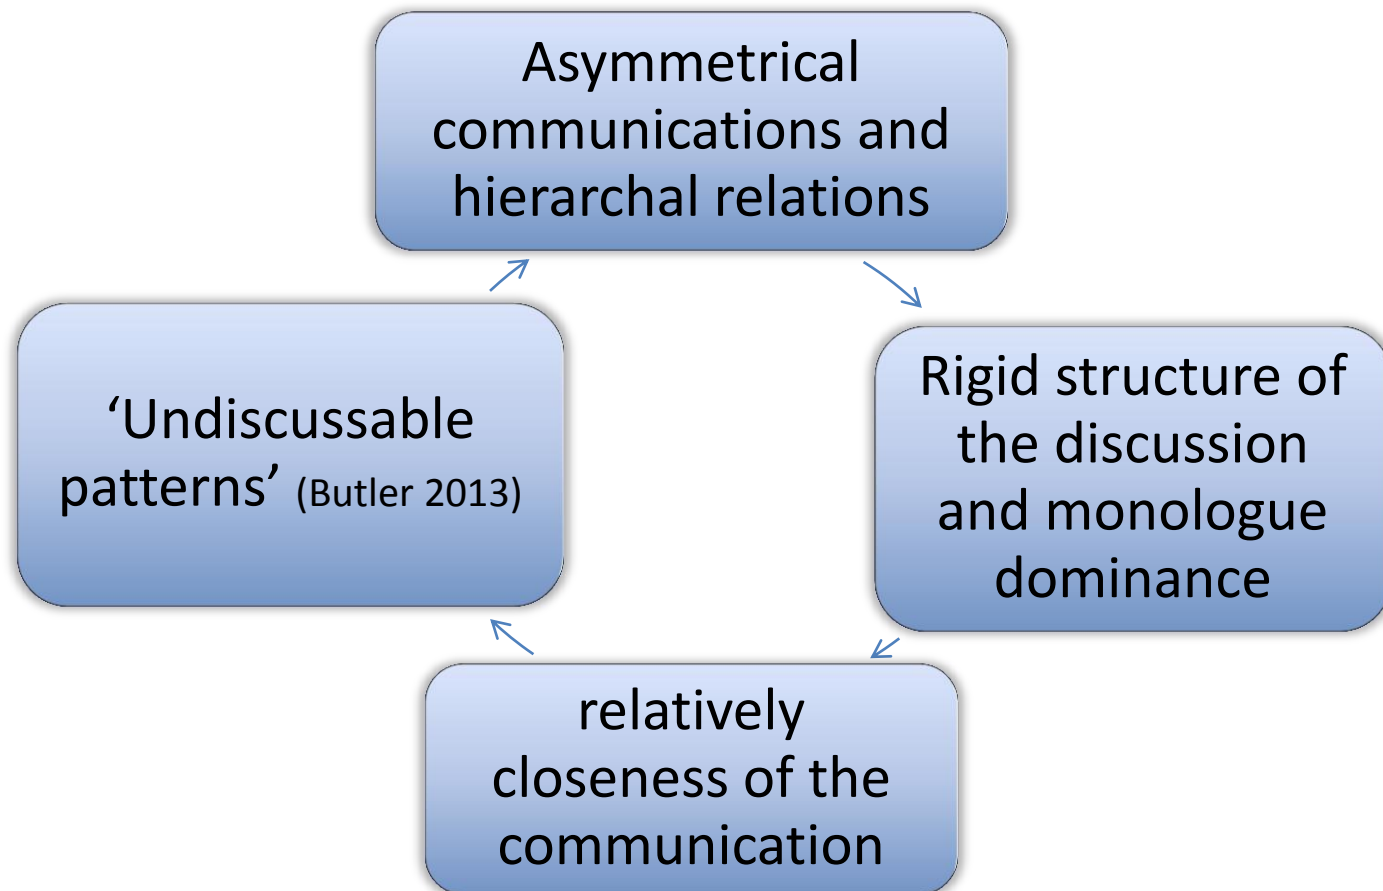 Asymmetrical
communications and
hierarchal relations
Rigid structure of
the discussion
and monologue
dominance
relatively
closeness of the
communication
‘Undiscussable
patterns’ (Butler 2013)